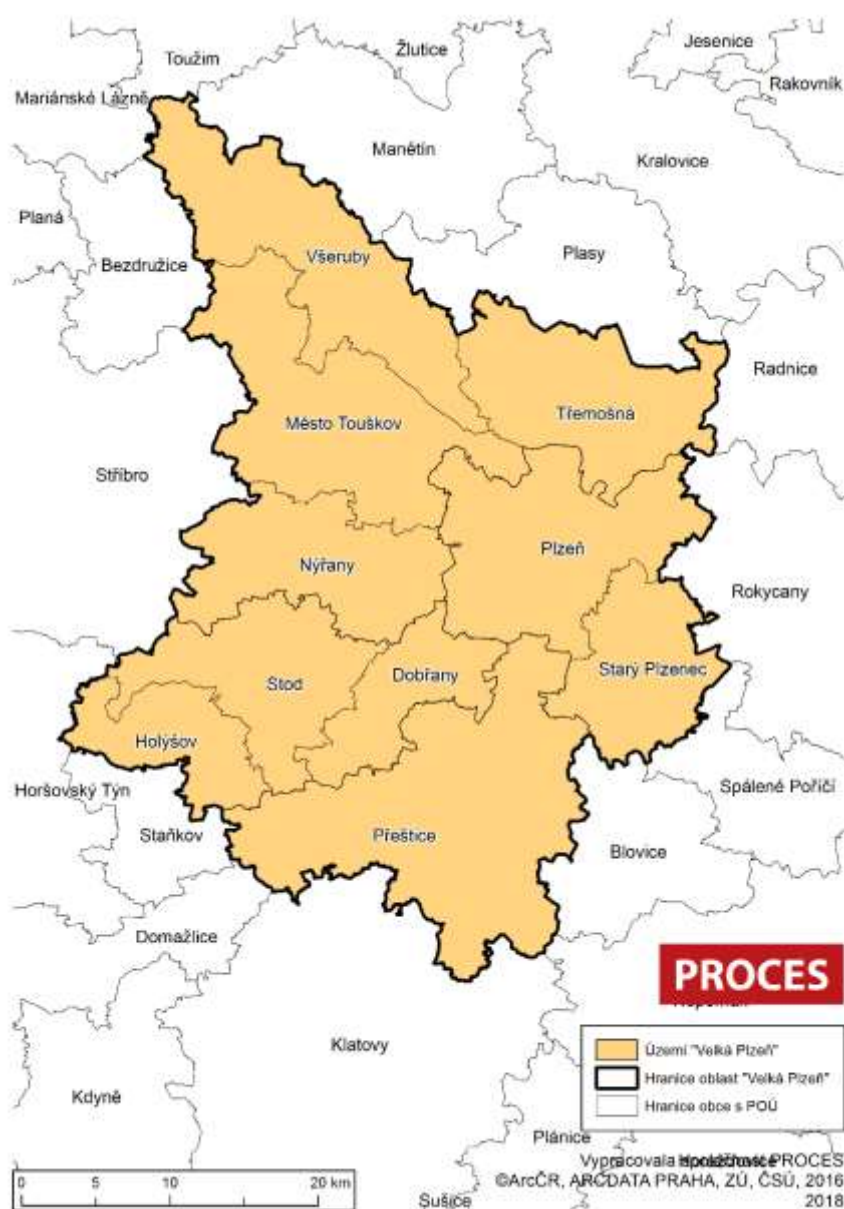 Toužim
Žlutice
Jesenice
Rakovník
Mariánské Lázně
Manětín
Kralovice
Planá
Bezdružice
Všeruby
Plasy
Radnice
Město Touškov
Třemošná
Stříbro
Nýřany
Plzeň
Rokycany
Stod
Dobřany
Starý Plzenec
Holýšov
Horšovský Týn
Staňkov
Přeštice
Blovice
Spálené Poříčí
Domažlice
PROCES
Klatovy
Kdyně
Území "Velká Plzeň"
Hranice oblast "Velká Plzeň"
Hranice obce s POÚ
Plánice
Vypracovala PROCES
©ArcČR, ARCDATA PRAHA, ZÚ, ČSÚ, 2016
2018
Sušice
0 5 10 20 km